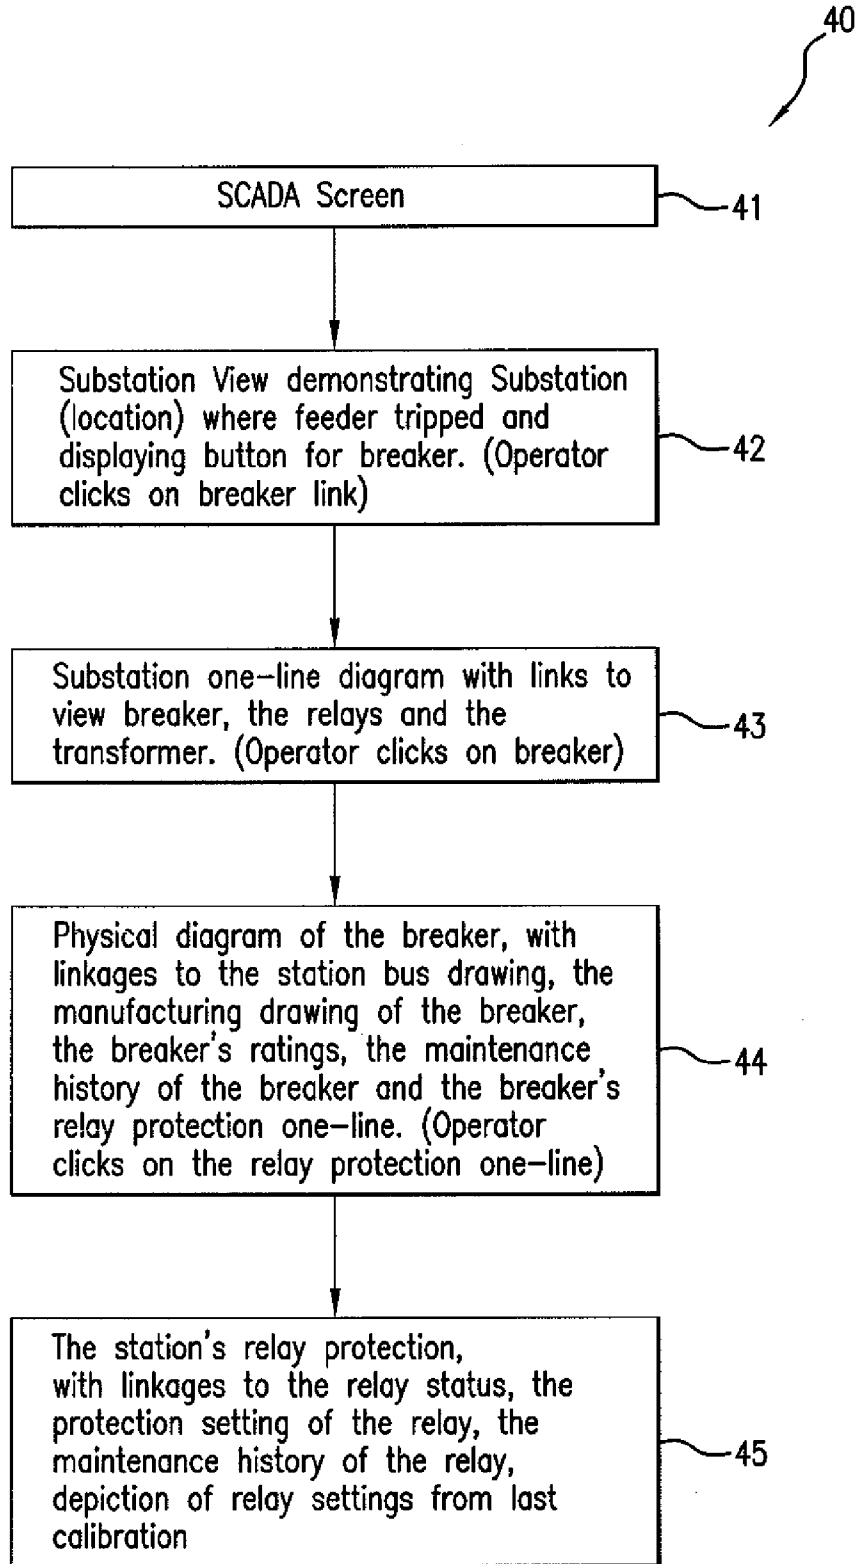 40
SCADA Screen
41
Substation View demonstrating Substation
(location) where feeder tripped and
displaying button for breaker. (Operator
clicks on breaker link)
42
Substation one-line diagram with links to
view breaker, the relays and the
transformer. (Operator clicks on breaker)
43
Physical diagram of the breaker, with
linkages to the station bus drawing, the
manufacturing drawing of the breaker,
the breaker's ratings, the maintenance
history of the breaker and the breaker's
relay protection one-line. (Operator
clicks on the relay protection one-line)
44
The station's relay protection,
with linkages to the relay status, the
protection setting of the relay, the
maintenance history of the relay,
depiction of relay settings from last
calibration
45